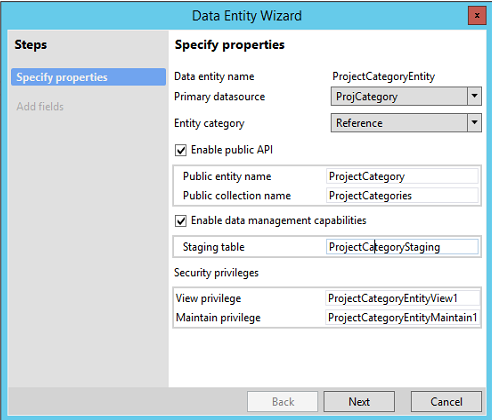 Data Entity Wizard
x
Steps
Specify properties
Add fields
Specify properties
Data entity name ProjectCategoryEntity
Primary datasource ProjCategory
Entity category Reference
Enable public API
Public entity name ProjectCategory
Public collection name ProjectCategories
Enable data management capabilities
Staging table ProjectCategoryStaging
Security privileges
View privilege ProjectCategoryEntityView1
Maintain privilege ProjectCategoryEntityMaintain1
Back Next Cancel